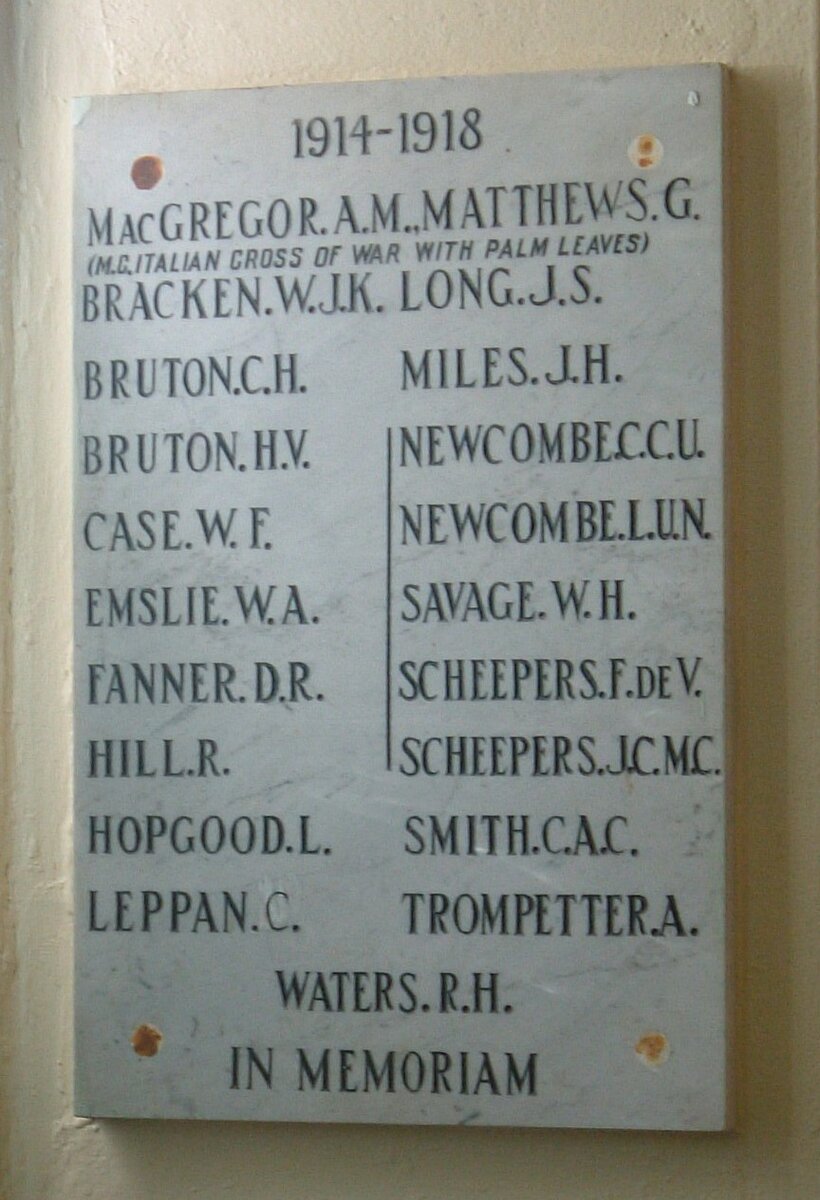 1914-1918
MacGREGOR.A.M.,MATTHEWS.G.
(M.C.ITALIAN CROSS OF WAR WITH PALM LEAVES)
BRACKEN.W.J.K. LONG.J.S.
BRUTON.C.H. MILES.J.H.
BRUTON.H.V. NEWCOMBE.C.C.U.
CASE.W.F. NEWCOMBE.L.U.N.
EMSLIE.W.A. SAVAGE.W.H.
FANNER.D.R. SCHEEPERS.F.DE V.
HILL.R. SCHEEPERS.J.C.M.C.
HOPGOOD.L. SMITH.C.A.C.
LEPPAN.C. TROMPETTER.A.
WATERS.R.H.
IN MEMORIAM